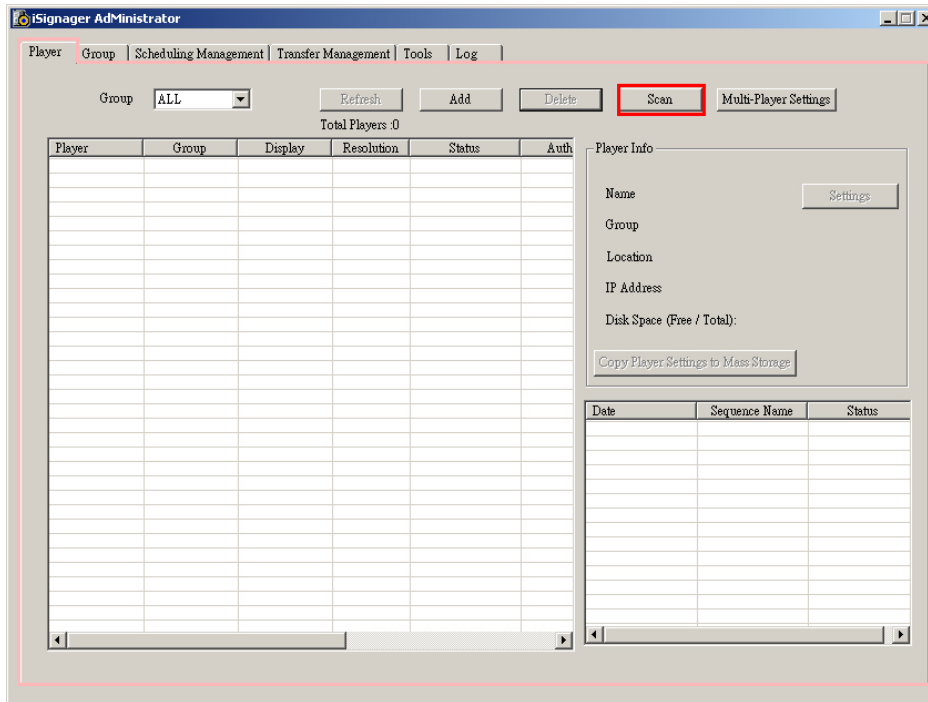 iSignager AdMinistrator
Player Group Scheduling Management Transfer Management Tools Log
Group ALL Refresh Add Delete Scan Multi-Player Settings
Total Players :0
Player Group Display Resolution Status Auth
Player Info
Name Settings
Group
Location
IP Address
Disk Space (Free / Total):
Copy Player Settings to Mass Storage
Date Sequence Name Status